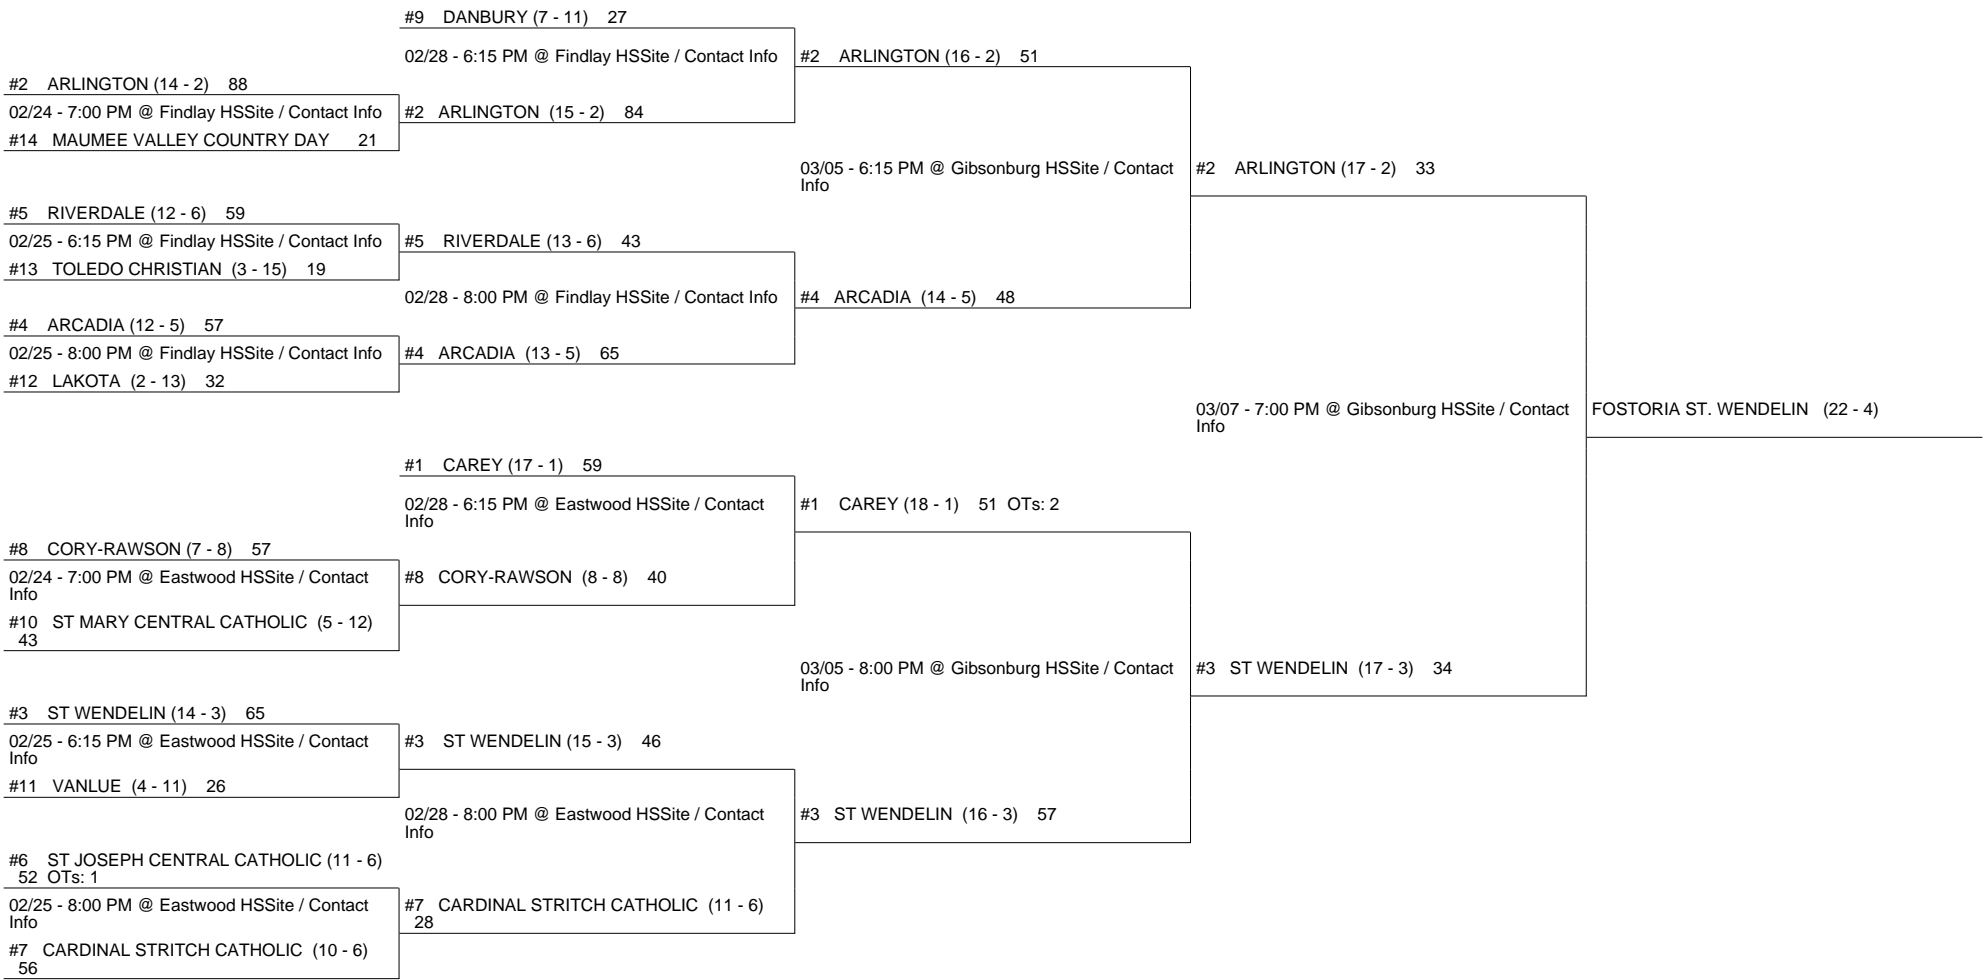 #9 DANBURY (7 - 11) 27
02/28 - 6:15 PM @ Findlay HSSite / Contact Info
#2 ARLINGTON (16 - 2) 51
#2 ARLINGTON (14 - 2) 88
02/24 - 7:00 PM @ Findlay HSSite / Contact Info
#2 ARLINGTON (15 - 2) 84
#14 MAUMEE VALLEY COUNTRY DAY 21
03/05 - 6:15 PM @ Gibsonburg HSSite / Contact
Info
#2 ARLINGTON (17 - 2) 33
#5 RIVERDALE (12 - 6) 59
02/25 - 6:15 PM @ Findlay HSSite / Contact Info
#5 RIVERDALE (13 - 6) 43
#13 TOLEDO CHRISTIAN (3 - 15) 19
02/28 - 8:00 PM @ Findlay HSSite / Contact Info
#4 ARCADIA (14 - 5) 48
#4 ARCADIA (12 - 5) 57
02/25 - 8:00 PM @ Findlay HSSite / Contact Info
#4 ARCADIA (13 - 5) 65
#12 LAKOTA (2 - 13) 32
03/07 - 7:00 PM @ Gibsonburg HSSite / Contact
Info
FOSTORIA ST. WENDELIN (22 - 4)
#1 CAREY (17 - 1) 59
02/28 - 6:15 PM @ Eastwood HSSite / Contact
Info
#1 CAREY (18 - 1) 51 OTs: 2
#8 CORY-RAWSON (7 - 8) 57
02/24 - 7:00 PM @ Eastwood HSSite / Contact
Info
#8 CORY-RAWSON (8 - 8) 40
#10 ST MARY CENTRAL CATHOLIC (5 - 12)
43
03/05 - 8:00 PM @ Gibsonburg HSSite / Contact
Info
#3 ST WENDELIN (17 - 3) 34
#3 ST WENDELIN (14 - 3) 65
02/25 - 6:15 PM @ Eastwood HSSite / Contact
Info
#3 ST WENDELIN (15 - 3) 46
#11 VANLUE (4 - 11) 26
02/28 - 8:00 PM @ Eastwood HSSite / Contact
Info
#3 ST WENDELIN (16 - 3) 57
#6 ST JOSEPH CENTRAL CATHOLIC (11 - 6)
52 OTs: 1
02/25 - 8:00 PM @ Eastwood HSSite / Contact
Info
#7 CARDINAL STRITCH CATHOLIC (11 - 6)
28
#7 CARDINAL STRITCH CATHOLIC (10 - 6)
56